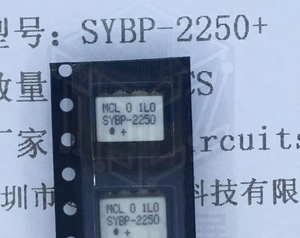 型号: SYBP-2250+
数量 CS
厂家 ircuits
圳市 科技有限
MCL 0 1L0
SYBP-2250
+
MCL 0 1L0
SYBP-2250
+